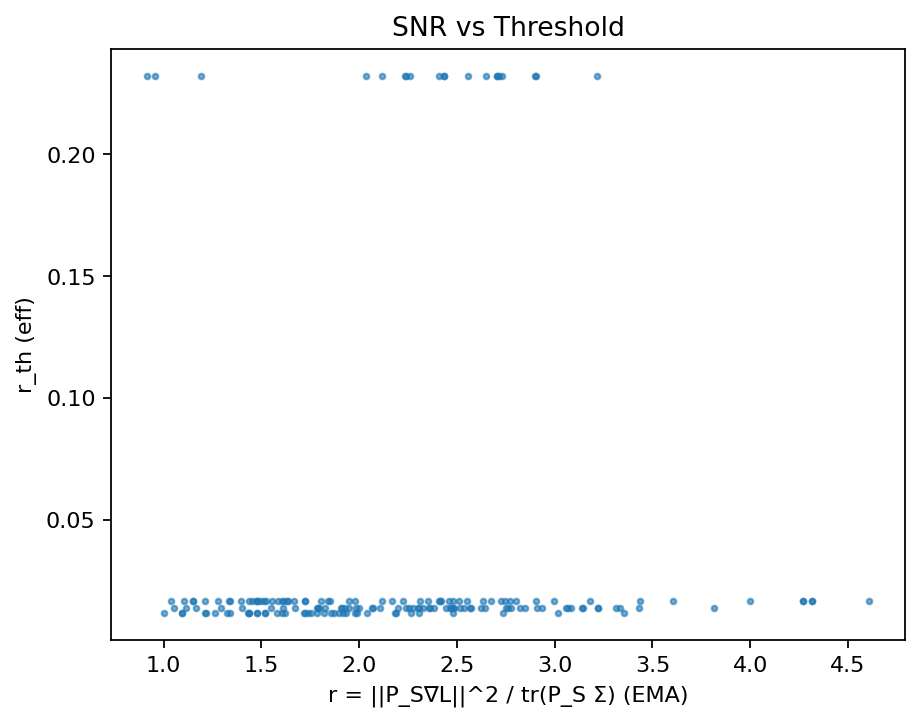 SNR vs Threshold
r_th (eff)
0.20
0.15
0.10
0.05
1.0 1.5 2.0 2.5 3.0 3.5 4.0 4.5
r = ||P_S∇L||^2 / tr(P_S Σ) (EMA)